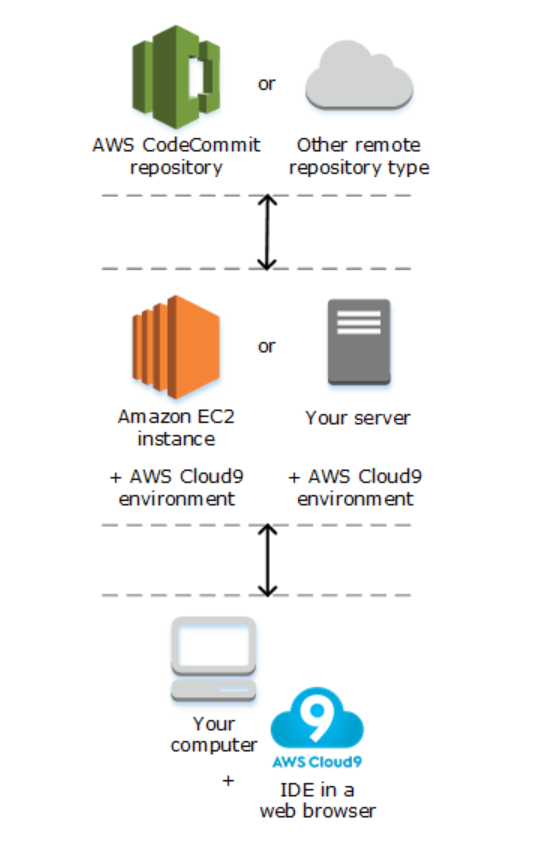 or
AWS CodeCommit
repository
Other remote
repository type
or
Amazon EC2
instance
Your server
+ AWS Cloud9
environment
+ AWS Cloud9
environment
Your
computer
+
9
AWS Cloud9
IDE in a
web browser